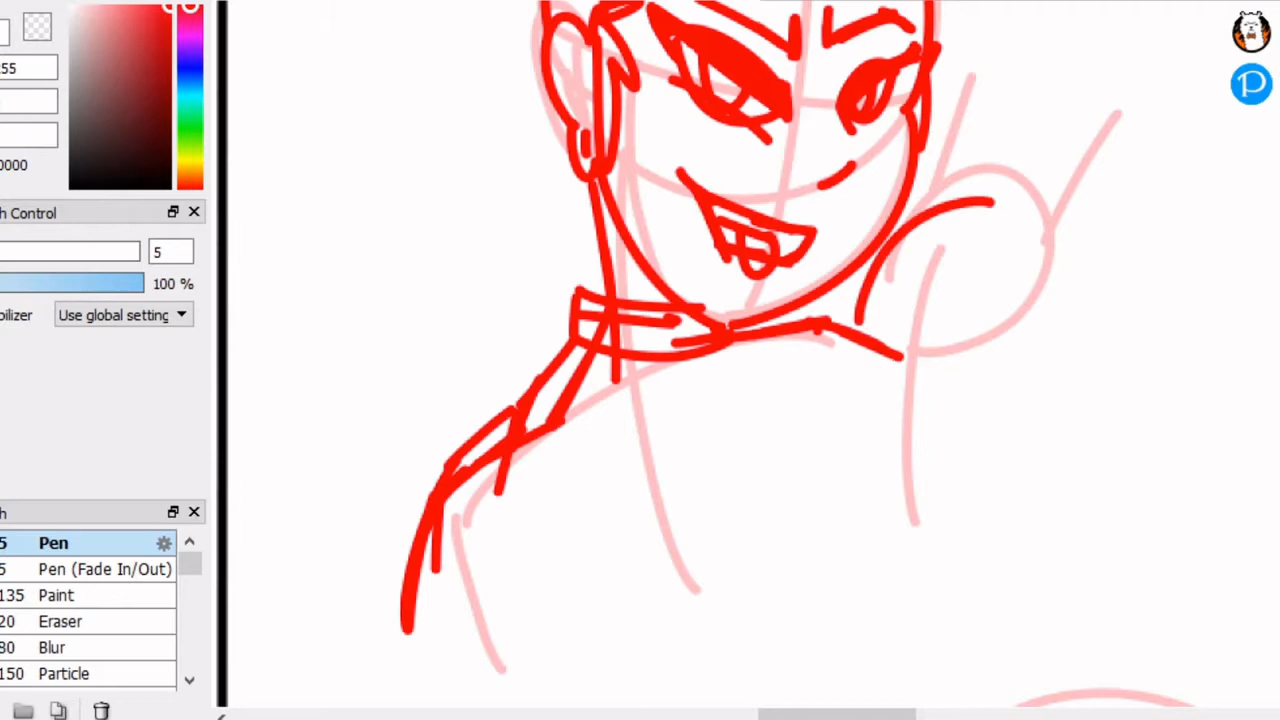 55
0000
h Control
5
100 %
bilizer
Use global setting
h
5 Pen
5 Pen (Fade In/Out)
135 Paint
20 Eraser
80 Blur
150 Particle
P